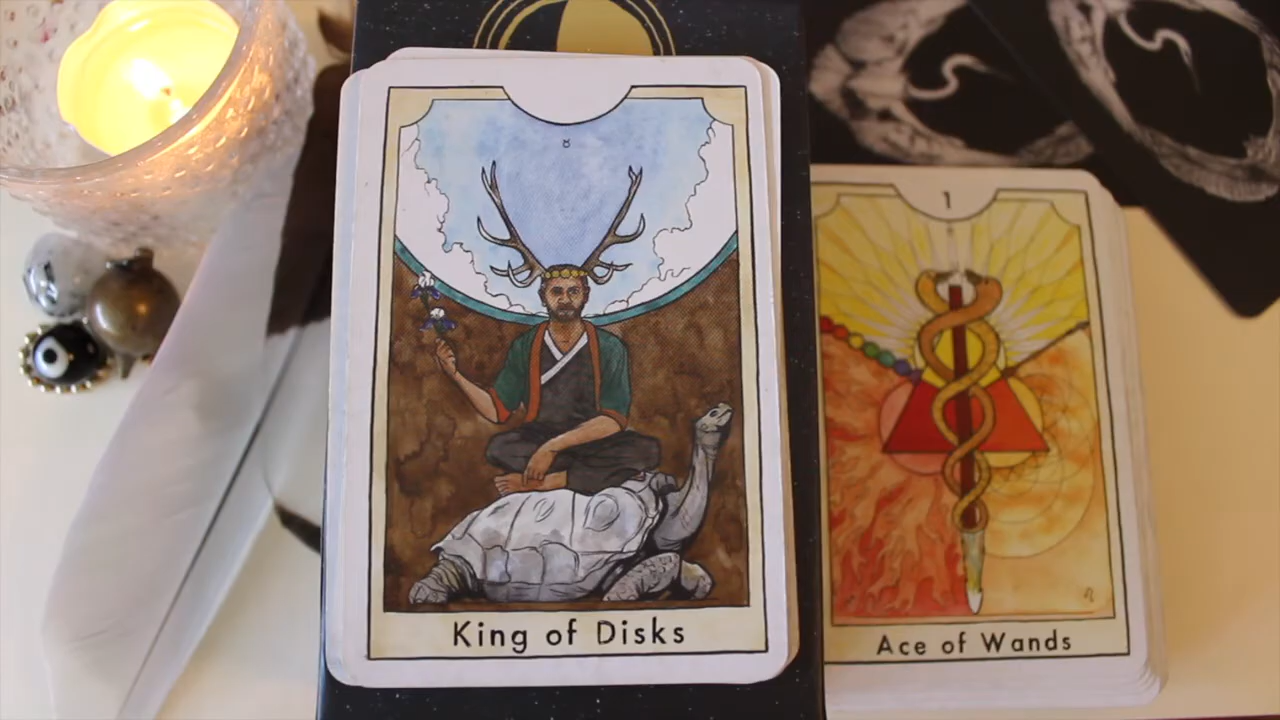 ♉
King of Disks
1
Ace of Wands